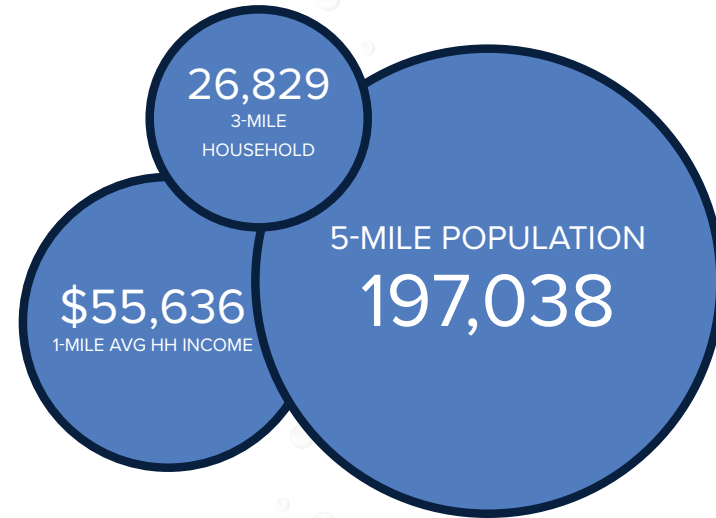 26,829
3-MILE
HOUSEHOLD
5-MILE POPULATION
197,038
$55,636
1-MILE AVG HH INCOME